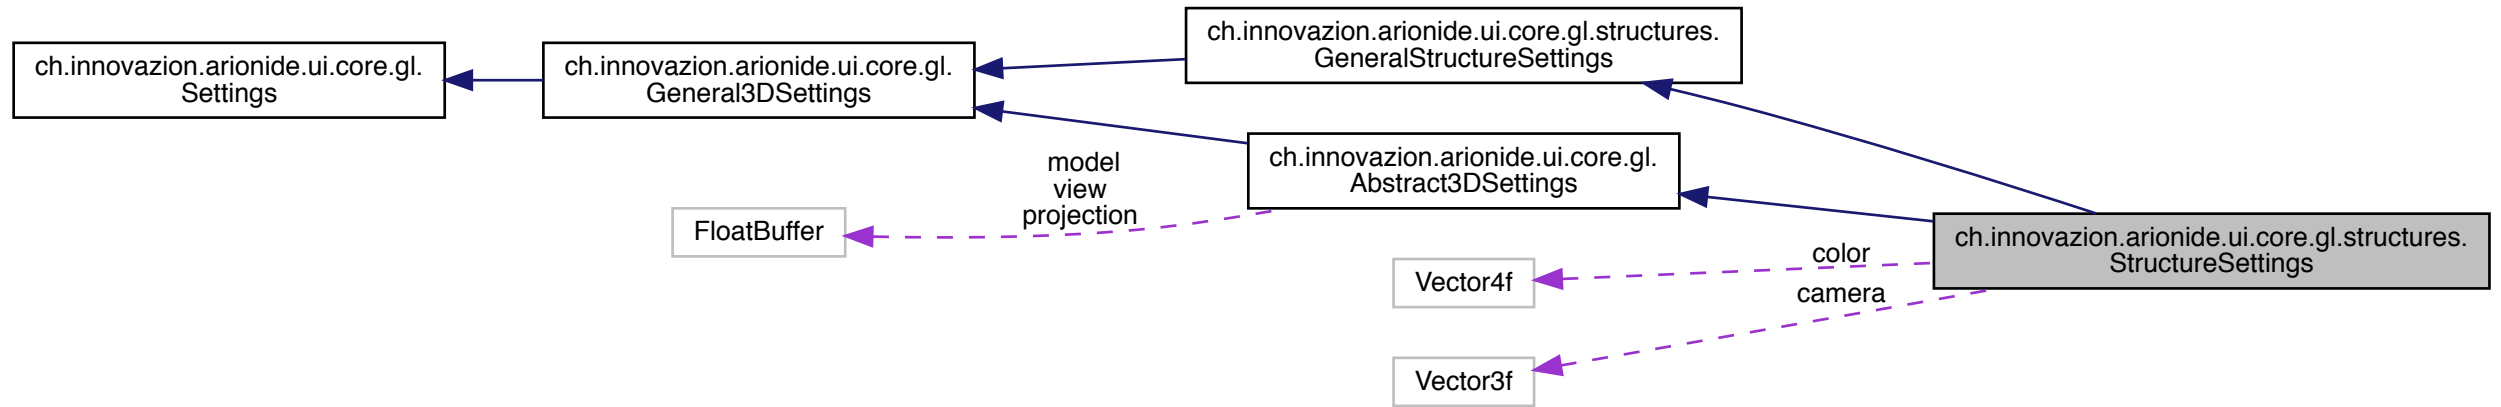 ch.innovazion.arionide.ui.core.gl.
Settings
ch.innovazion.arionide.ui.core.gl.
General3DSettings
ch.innovazion.arionide.ui.core.gl.structures.
GeneralStructureSettings
ch.innovazion.arionide.ui.core.gl.
Abstract3DSettings
model
view
projection
FloatBuffer
ch.innovazion.arionide.ui.core.gl.structures.
StructureSettings
color
Vector4f
camera
Vector3f